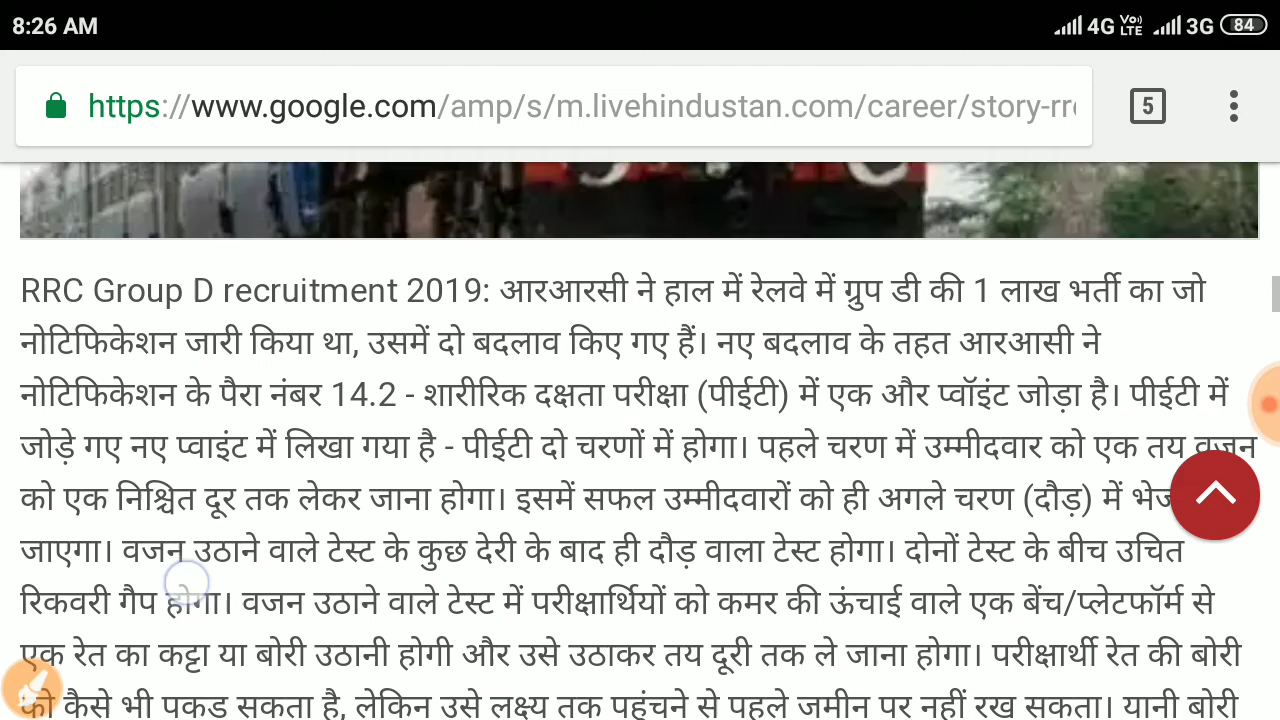 8:26 AM
4G VoLTE 3G 84
https://www.google.com/amp/s/m.livehindustan.com/career/story-rr
5
RRC Group D recruitment 2019: आरआरसी ने हाल में रेलवे में ग्रुप डी की 1 लाख भर्ती का जो
नोटिफिकेशन जारी किया था, उसमें दो बदलाव किए गए हैं। नए बदलाव के तहत आरआसी ने
नोटिफिकेशन के पैरा नंबर 14.2 - शारीरिक दक्षता परीक्षा (पीईटी) में एक और प्वॉइंट जोड़ा है। पीईटी में
जोड़े गए नए प्वाइंट में लिखा गया है - पीईटी दो चरणों में होगा। पहले चरण में उम्मीदवार को एक तय वजन
को एक निश्चित दूर तक लेकर जाना होगा। इसमें सफल उम्मीदवारों को ही अगले चरण (दौड़) में
जाएगा। वजन उठाने वाले टेस्ट के कुछ देरी के बाद ही दौड़ वाला टेस्ट होगा। दोनों टेस्ट के बीच उचित
रिकवरी गैप होगा। वजन उठाने वाले टेस्ट में परीक्षार्थियों को कमर की ऊंचाई वाले एक बेंच/प्लेटफॉर्म से
एक रेत का कट्टा या बोरी उठानी होगी और उसे उठाकर तय दूरी तक ले जाना होगा। परीक्षार्थी रेत की बोरी
को कैसे भी पकड़ सकता है, लेकिन उसे लक्ष्य तक पहुंचने से पहले जमीन पर नहीं रख सकता। यानी बोरी